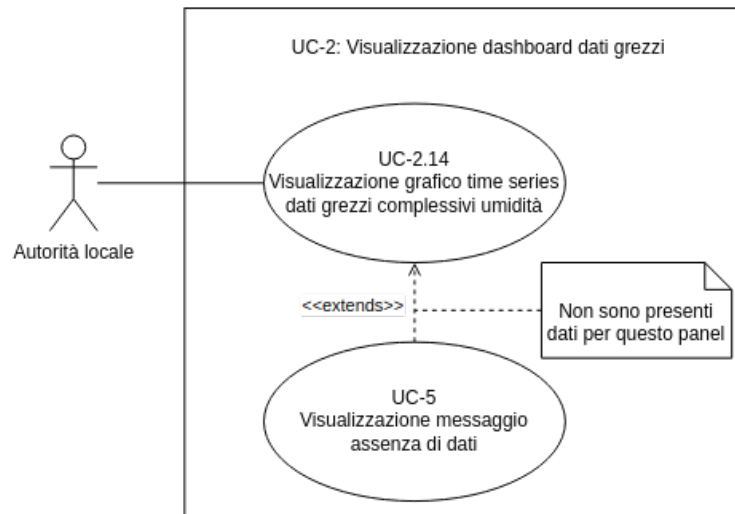 UC-2: Visualizzazione dashboard dati grezzi
UC-2.14
Visualizzazione grafico time series
dati grezzi complessivi umidità
Autorità locale
<<extends>>
Non sono presenti
dati per questo panel
UC-5
Visualizzazione messaggio
assenza di dati